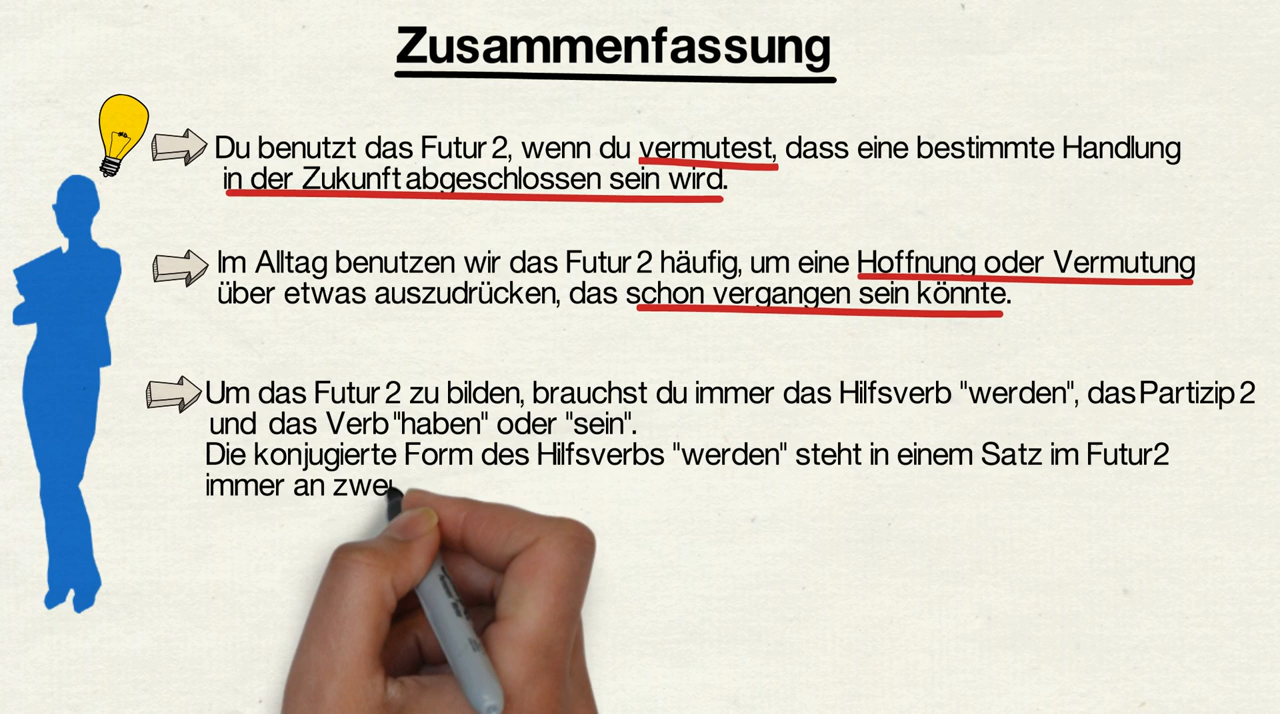 Zusammenfassung
Du benutzt das Futur 2, wenn du vermutest, dass eine bestimmte Handlung
in der Zukunft abgeschlossen sein wird.
Im Alltag benutzen wir das Futur 2 häufig, um eine Hoffnung oder Vermutung
über etwas auszudrücken, das schon vergangen sein könnte.
Um das Futur 2 zu bilden, brauchst du immer das Hilfsverb "werden", das Partizip 2
und das Verb "haben" oder "sein".
Die konjugierte Form des Hilfsverbs "werden" steht in einem Satz im Futur2
immer an zwe